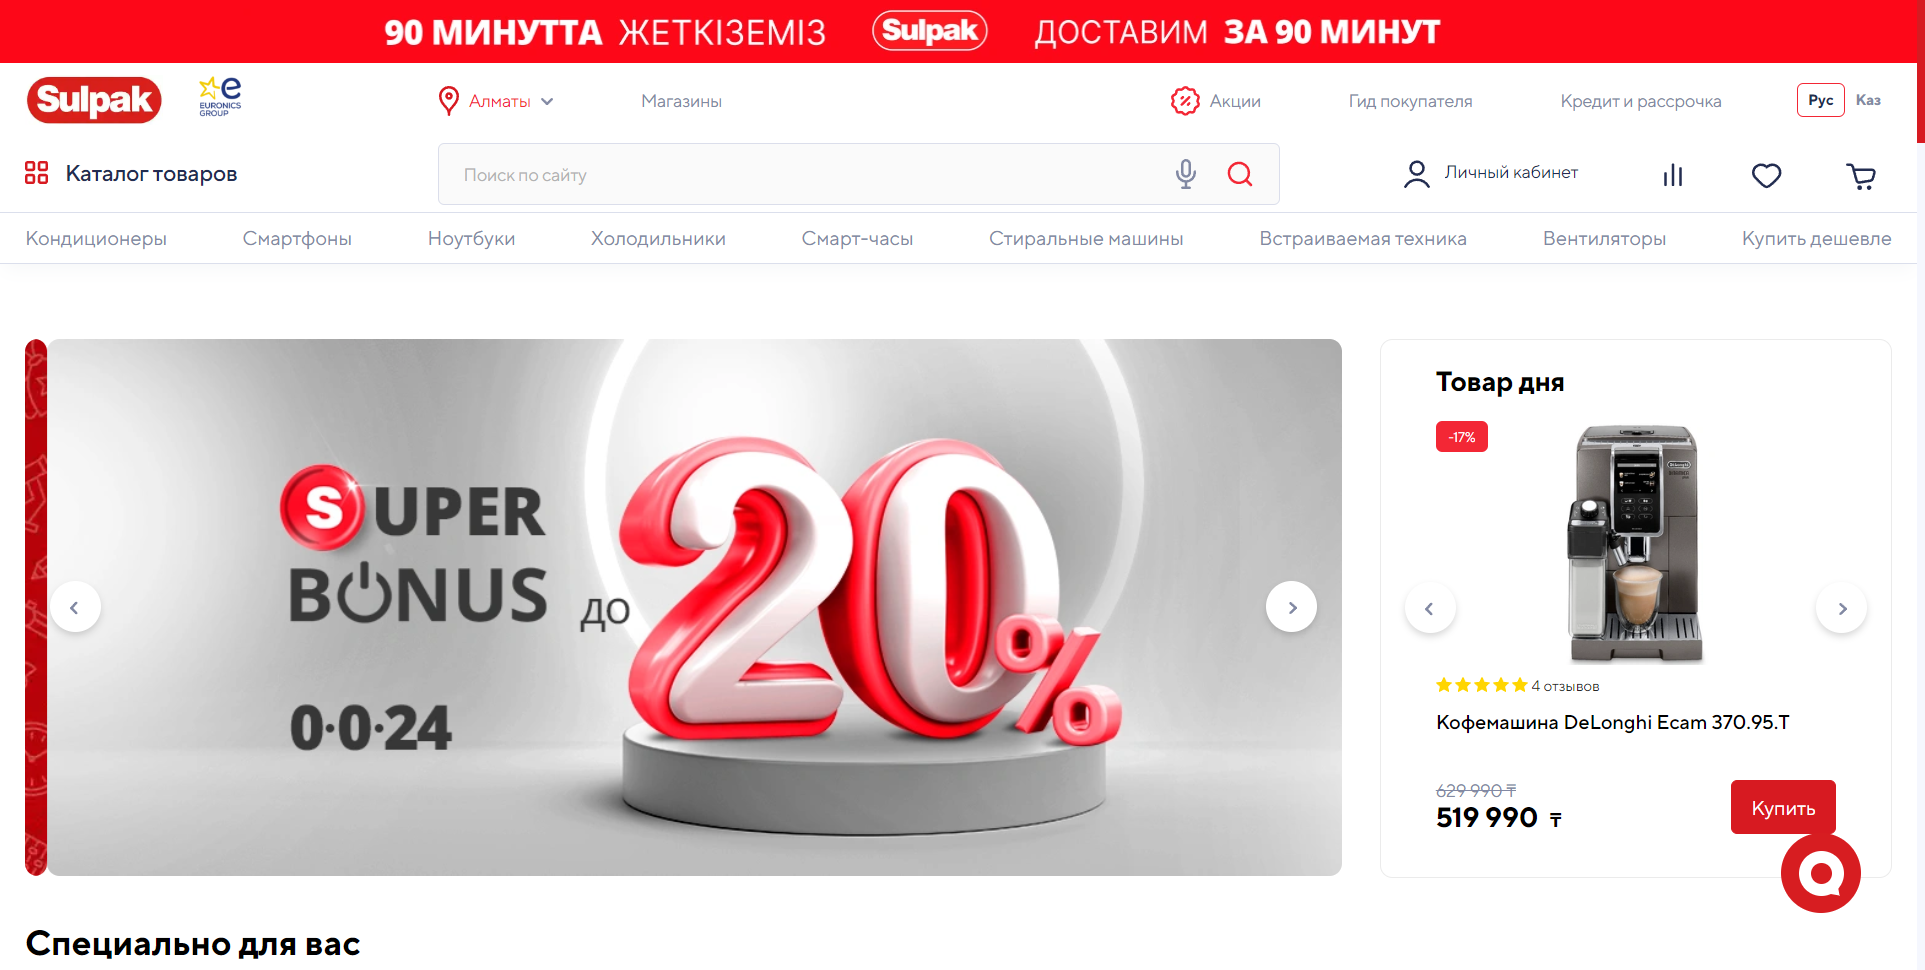 90 МИНУТТА ЖЕТКІЗЕМІЗ Sulpak ДОСТАВИМ ЗА 90 МИНУТ
Sulpak e EURONICS GROUP Алматы Магазины Акции Гид покупателя Кредит и рассрочка Рус Каз
Каталог товаров Поиск по сайту Личный кабинет
Кондиционеры Смартфоны Ноутбуки Холодильники Смарт-часы Стиральные машины Встраиваемая техника Вентиляторы Купить дешевле
SUPER
BONUS ДО 20%
0·0·24
Товар дня
-17%
DeLonghi
4 отзывов
Кофемашина DeLonghi Ecam 370.95.T
629 990 ₸
519 990 ₸
Купить
Специально для вас